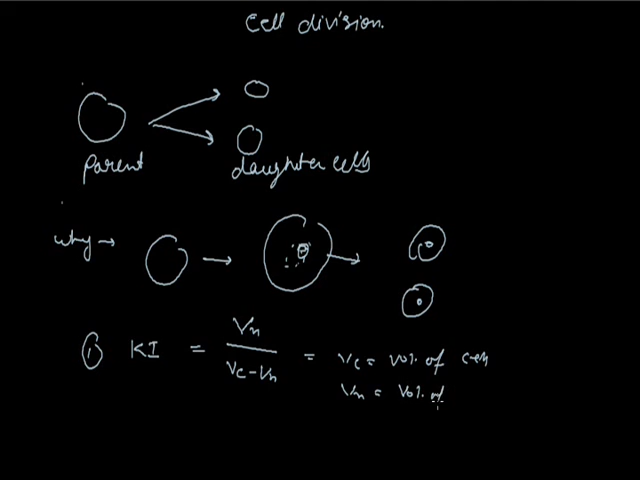 Cell division.
parent
daughter cells
why →
① KI = Vn / Vc - Vn = Vc = Vol. of cell
Vn = Vol. of